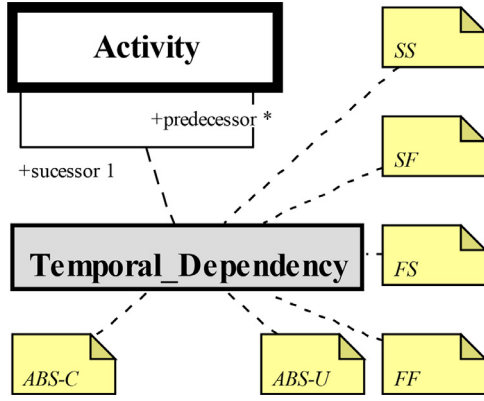 Activity
SS
+predecessor *
SF
+sucessor 1
Temporal_Dependency
FS
ABS-C
ABS-U
FF